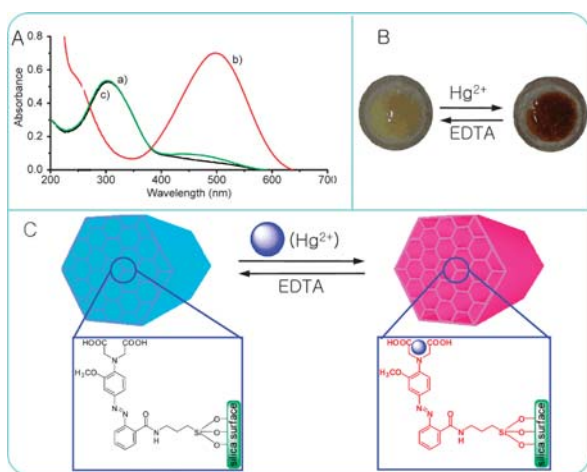 A
B
Absorbance
0.8
0.6
0.4
0.2
0.0
a)
b)
c)
200 300 400 500 600 700
Wavelength (nm)
Hg2+
EDTA
C
(Hg2+)
EDTA
HOOC COOH
N
H3CO
N
N
O
N
H
Si
O
O
O
silica surface
HOOC COOH
N
H3CO
N
N
O
N
H
Si
O
O
O
silica surface